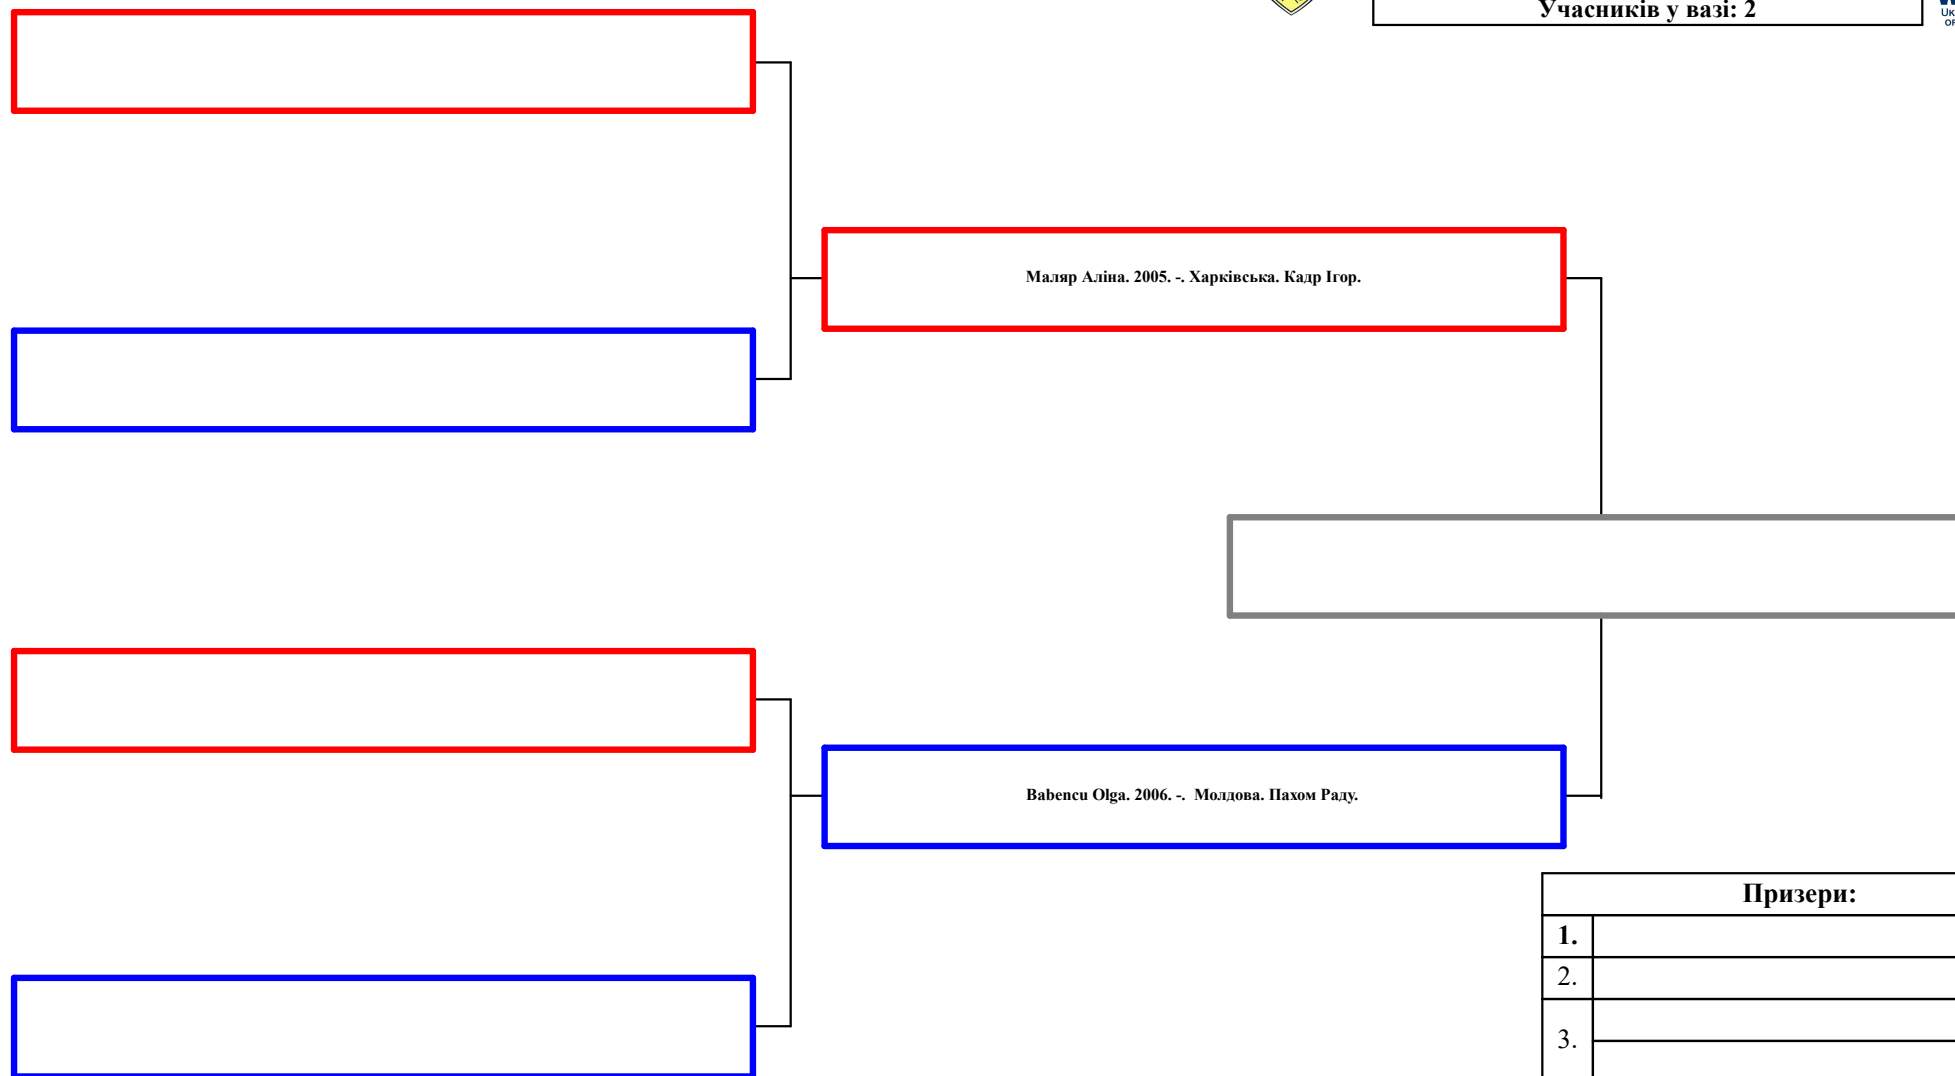 Учасників у вазі: 2
Маляр Аліна. 2005. -. Харківська. Кадр Ігор.
Babencu Olga. 2006. -. Молдова. Пахом Раду.
Призери:
1.
2.
3.